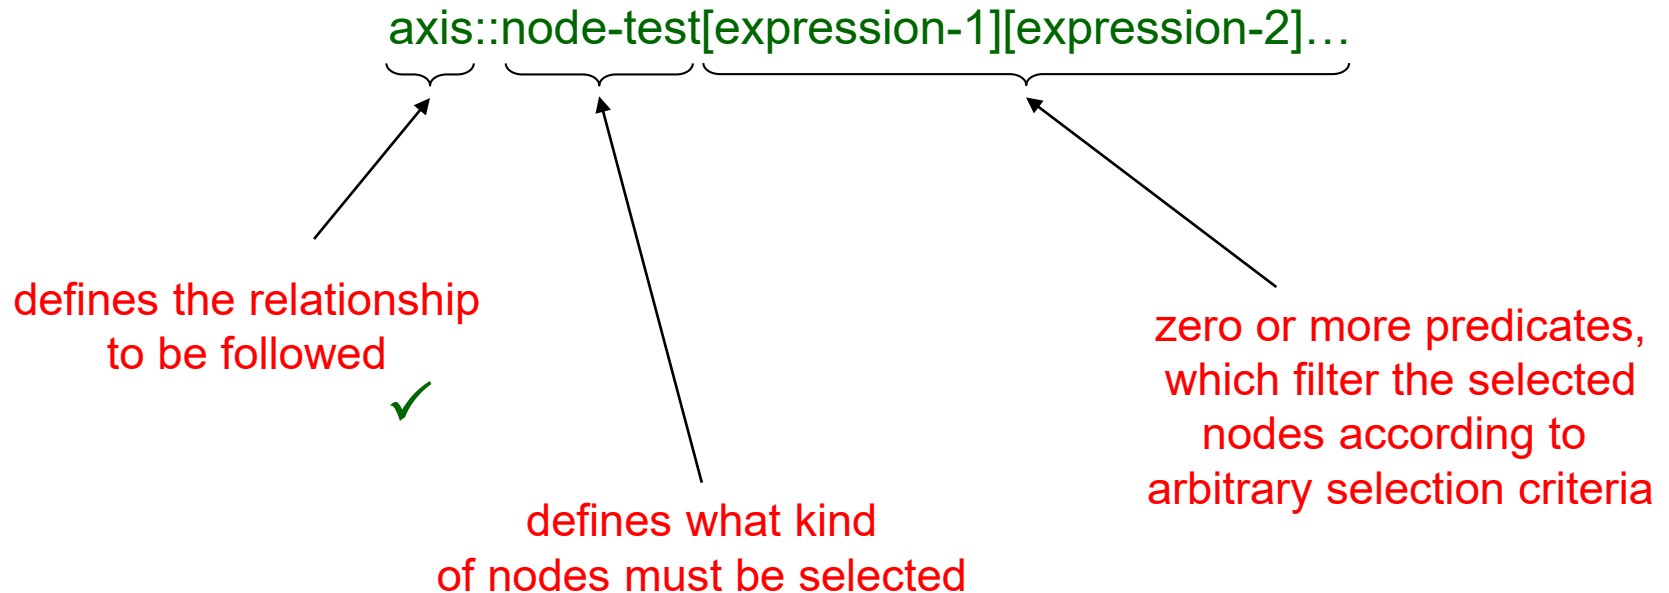 axis::node-test[expression-1][expression-2]…
defines the relationship
to be followed
✓
defines what kind
of nodes must be selected
zero or more predicates,
which filter the selected
nodes according to
arbitrary selection criteria